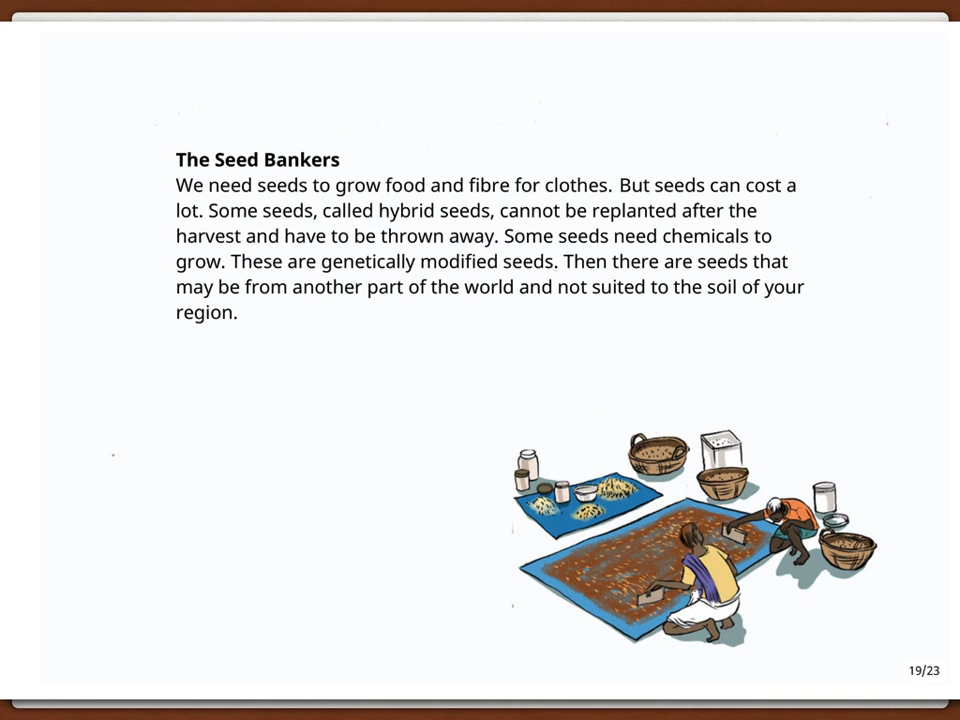 The Seed Bankers
We need seeds to grow food and fibre for clothes. But seeds can cost a
lot. Some seeds, called hybrid seeds, cannot be replanted after the
harvest and have to be thrown away. Some seeds need chemicals to
grow. These are genetically modified seeds. Then there are seeds that
may be from another part of the world and not suited to the soil of your
region.
19/23